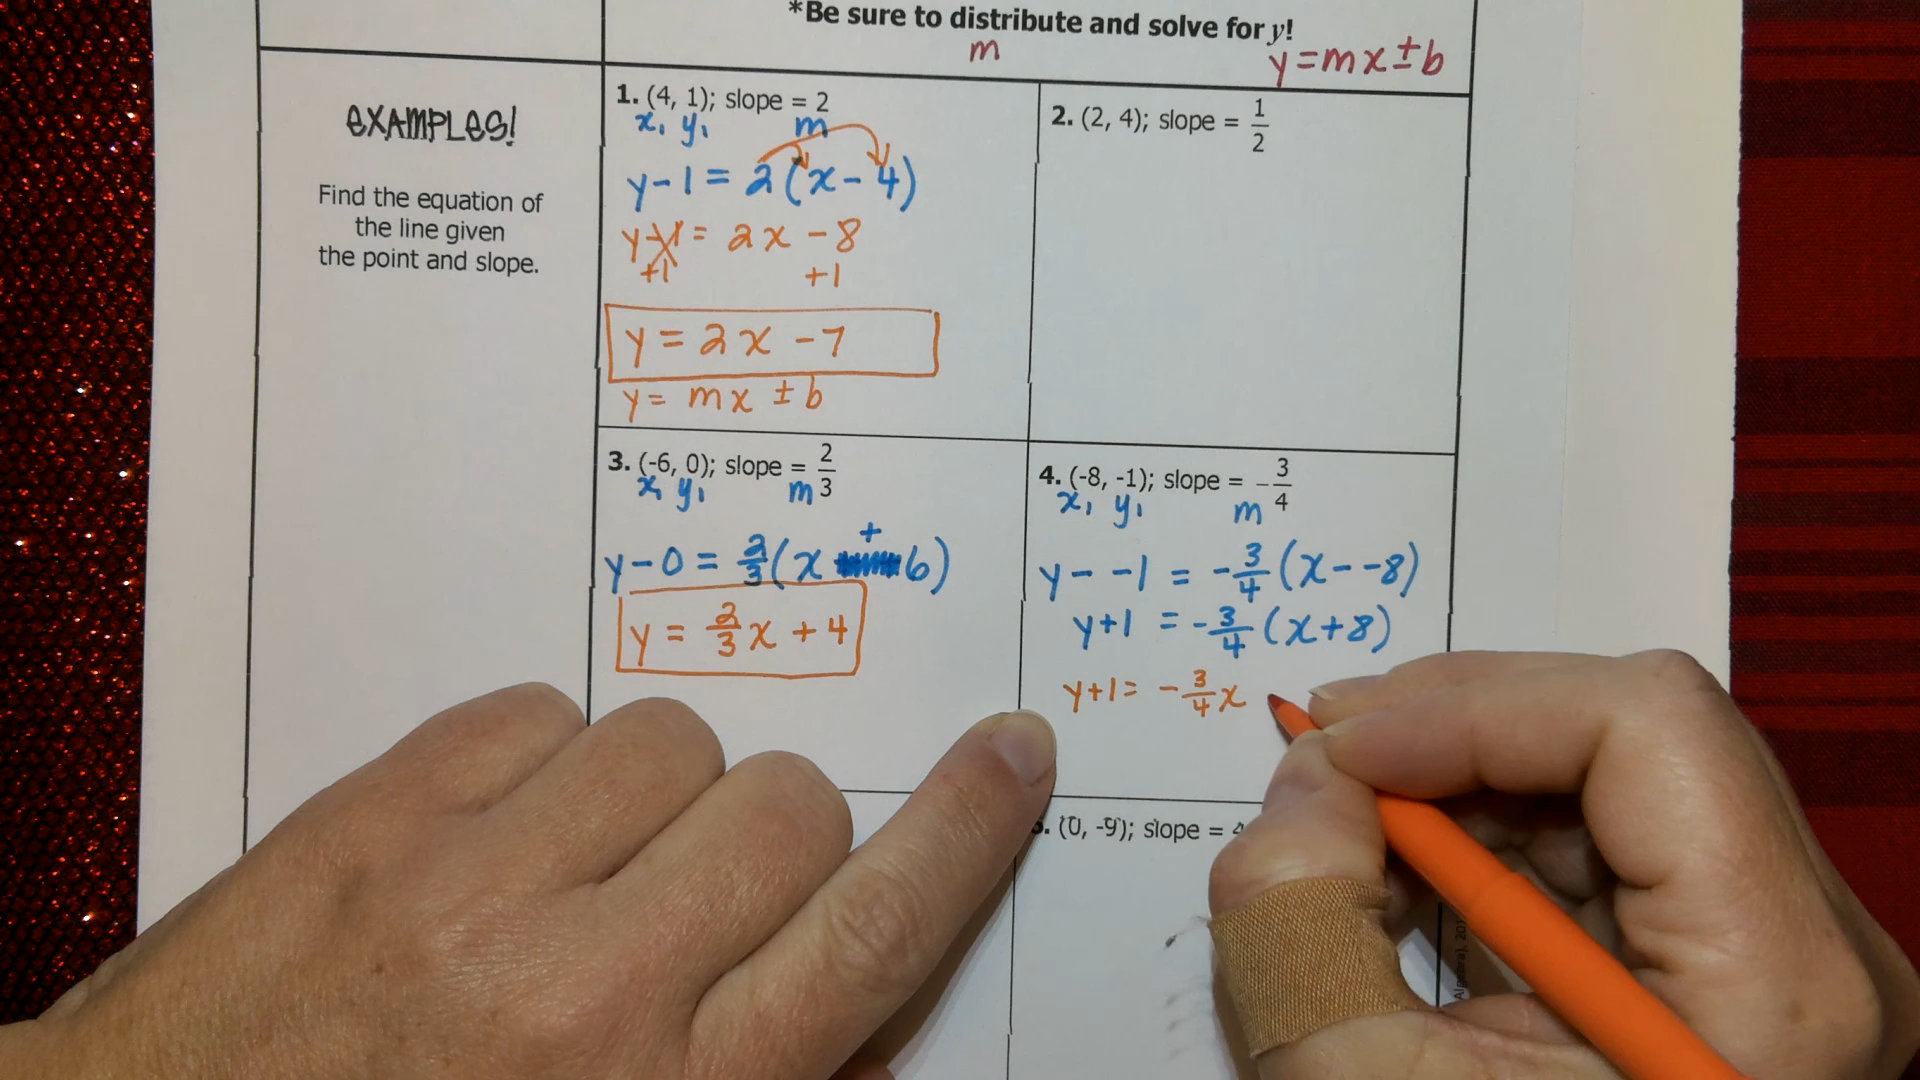 *Be sure to distribute and solve for y!
m
y = mx ± b
EXAMPLES!
Find the equation of
the line given
the point and slope.
1. (4, 1); slope = 2
x₁ y₁ m
y - 1 = 2(x - 4)
y - 1 = 2x - 8
+1 +1
y = 2x - 7
y = mx ± b
2. (2, 4); slope = 1/2
3. (-6, 0); slope = 2/3
x₁ y₁ m
y - 0 = 2/3(x + 6)
y = 2/3x + 4
4. (-8, -1); slope = -3/4
x₁ y₁ m
y - -1 = -3/4(x - -8)
y + 1 = -3/4(x + 8)
y + 1 = -3/4x
(0, -9); slope =